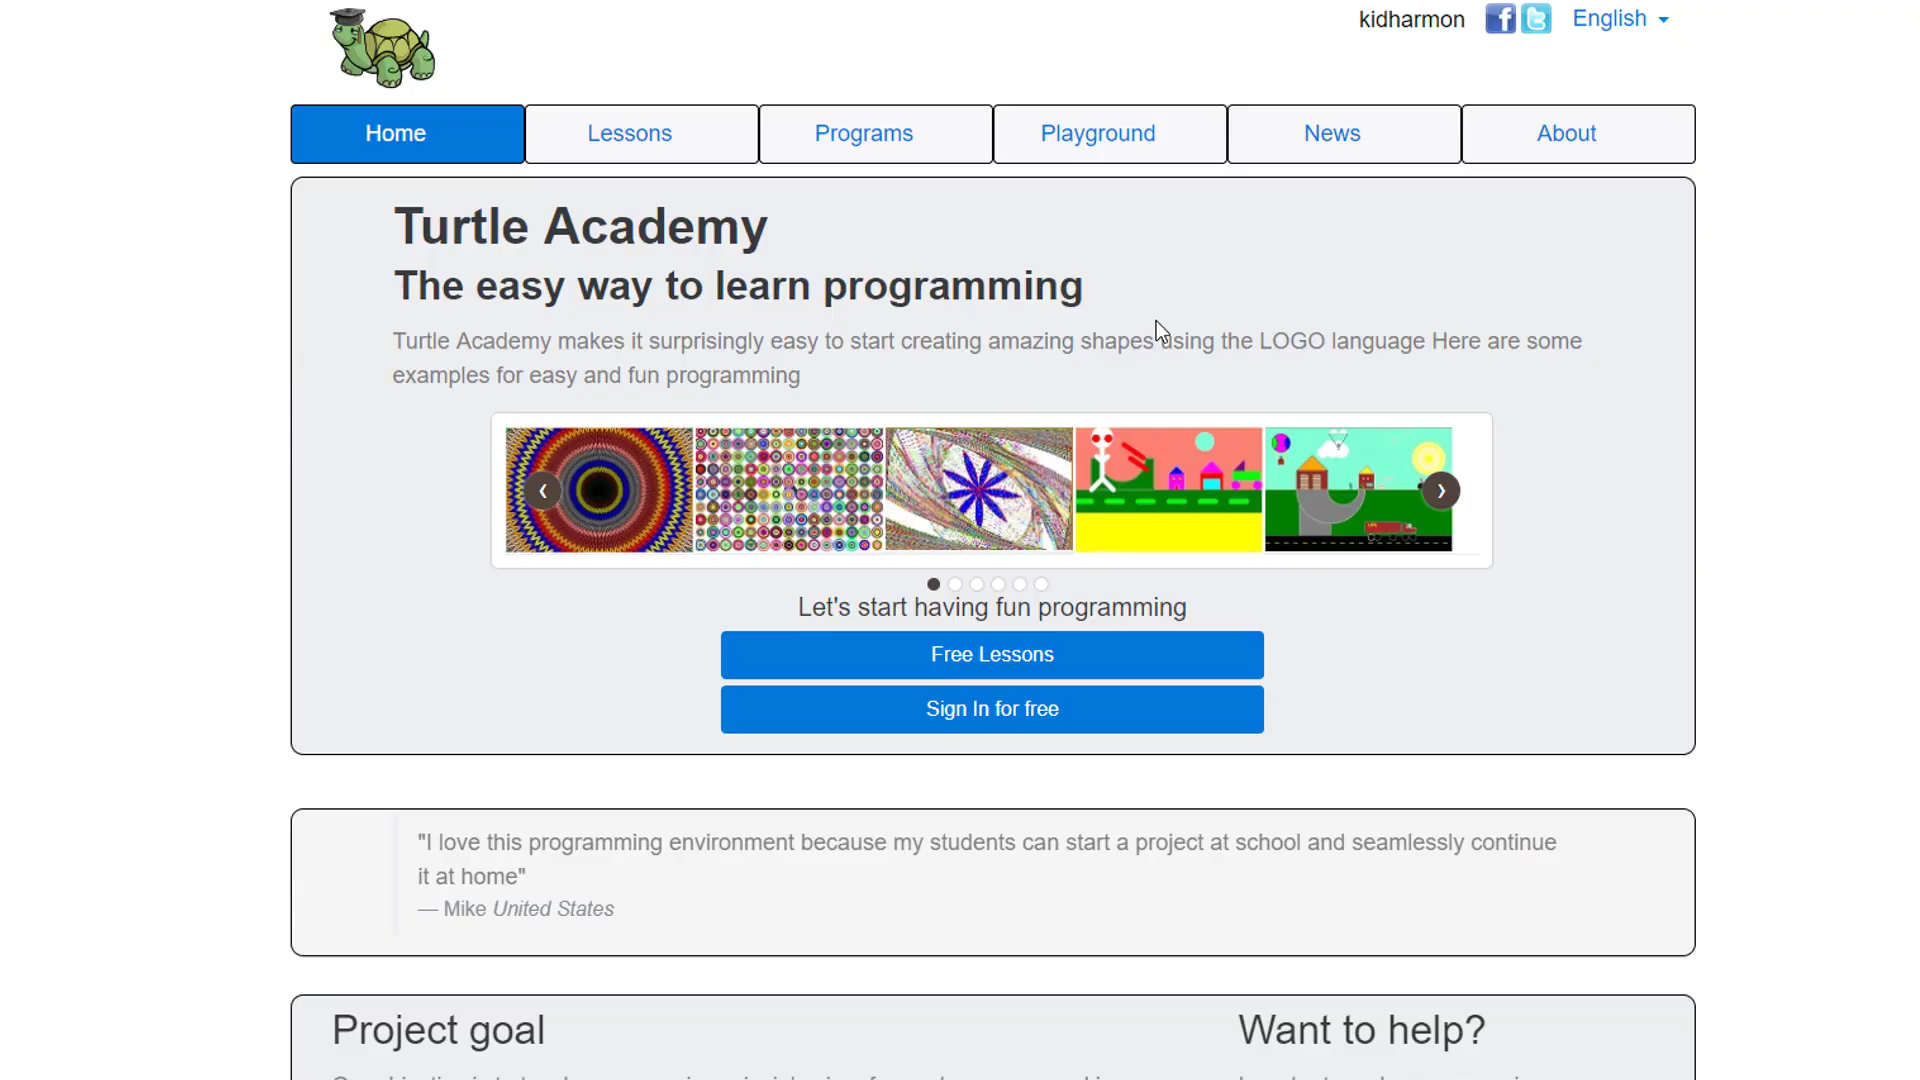 kidharmon
English
Home
Lessons
Programs
Playground
News
About
Turtle Academy
The easy way to learn programming
Turtle Academy makes it surprisingly easy to start creating amazing shapes using the LOGO language Here are some
examples for easy and fun programming
Let's start having fun programming
Free Lessons
Sign In for free
"I love this programming environment because my students can start a project at school and seamlessly continue
it at home"
— Mike United States
Project goal
Want to help?